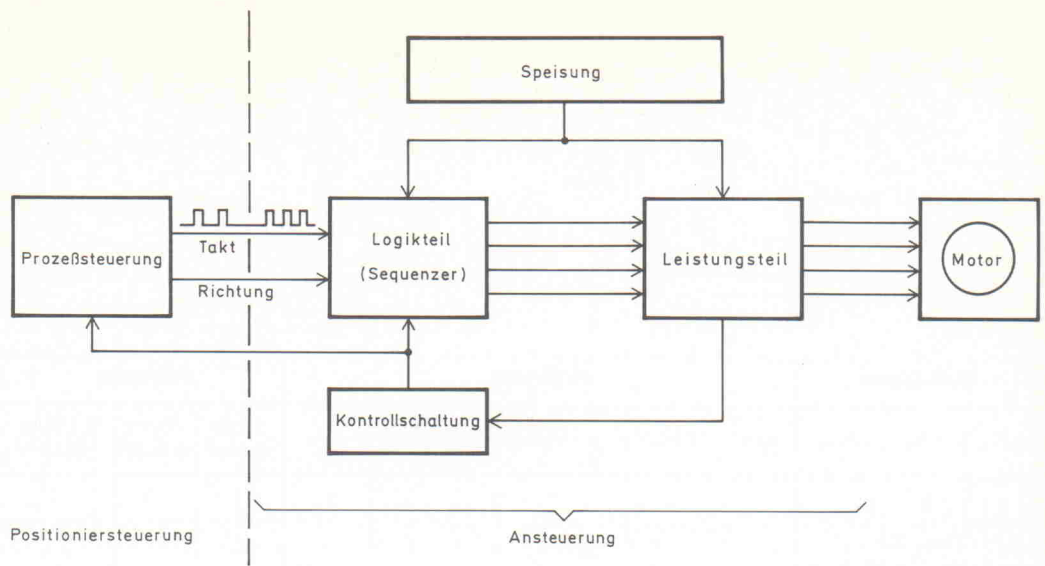 Speisung
Prozeßsteuerung
Takt
Richtung
Logikteil
(Sequenzer)
Leistungsteil
Motor
Kontrollschaltung
Positioniersteuerung
Ansteuerung